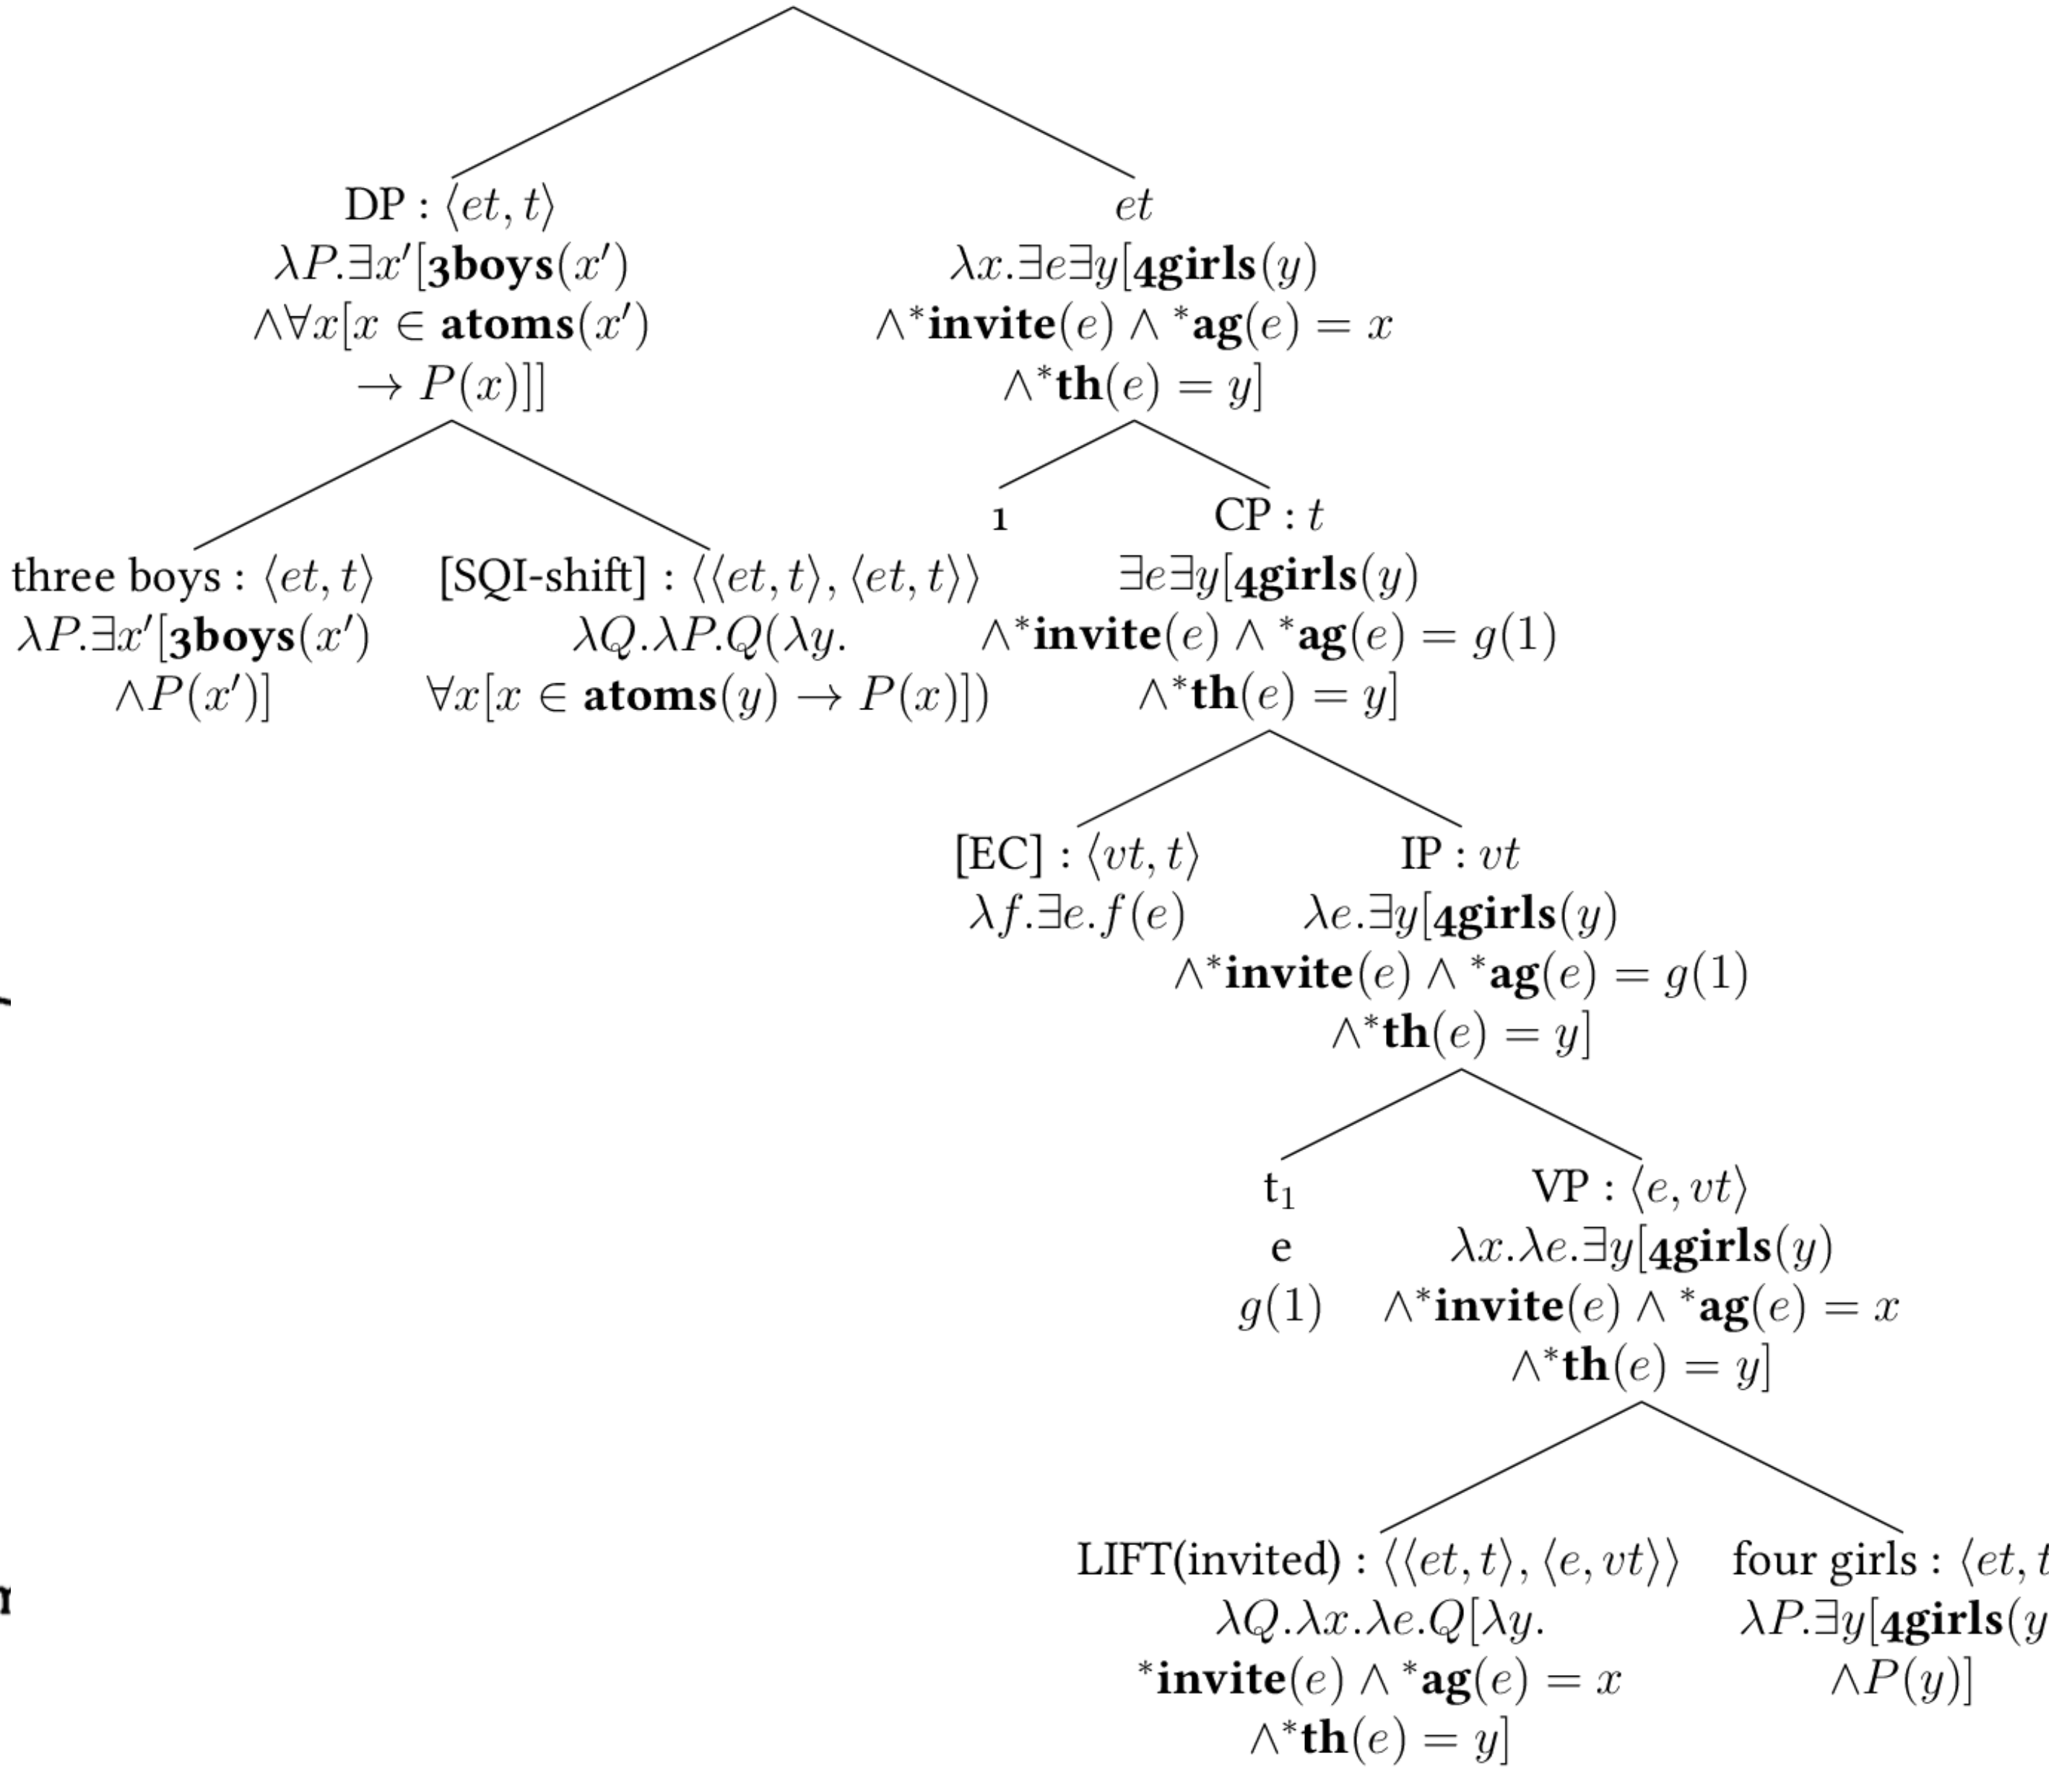 DP : ⟨et, t⟩
λP.∃x′[3boys(x′)
∧∀x[x ∈ atoms(x′)
→ P(x)]]
et
λx.∃e∃y[4girls(y)
∧*invite(e) ∧ *ag(e) = x
∧*th(e) = y]
three boys : ⟨et, t⟩
λP.∃x′[3boys(x′)
∧P(x′)]
[SQI-shift] : ⟨⟨et, t⟩, ⟨et, t⟩⟩
λQ.λP.Q(λy.
∀x[x ∈ atoms(y) → P(x)])
1
CP : t
∃e∃y[4girls(y)
∧*invite(e) ∧ *ag(e) = g(1)
∧*th(e) = y]
[EC] : ⟨vt, t⟩
λf.∃e.f(e)
IP : vt
λe.∃y[4girls(y)
∧*invite(e) ∧ *ag(e) = g(1)
∧*th(e) = y]
t₁
e
g(1)
VP : ⟨e, vt⟩
λx.λe.∃y[4girls(y)
∧*invite(e) ∧ *ag(e) = x
∧*th(e) = y]
LIFT(invited) : ⟨⟨et, t⟩, ⟨e, vt⟩⟩
λQ.λx.λe.Q[λy.
*invite(e) ∧ *ag(e) = x
∧*th(e) = y]
four girls : ⟨et, t
λP.∃y[4girls(y
∧P(y)]